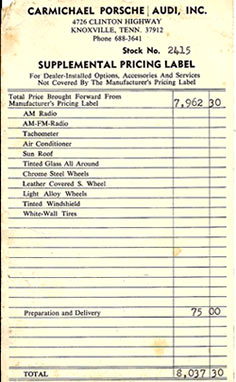 CARMICHAEL PORSCHE | AUDI, INC.
4726 CLINTON HIGHWAY
KNOXVILLE, TENN. 37912
Phone 688-3641
Stock No. 2415
SUPPLEMENTAL PRICING LABEL
For Dealer-Installed Options, Accessories And Services
Not Covered By The Manufacturer's Pricing Label
Total Price Brought Forward From
Manufacturer's Pricing Label 7,962 30
AM Radio
AM-FM-Radio
Tachometer
Air Conditioner
Sun Roof
Tinted Glass All Around
Chrome Steel Wheels
Leather Covered S. Wheel
Light Alloy Wheels
Tinted Windshield
White-Wall Tires
Preparation and Delivery 75 00
TOTAL 8,037 30